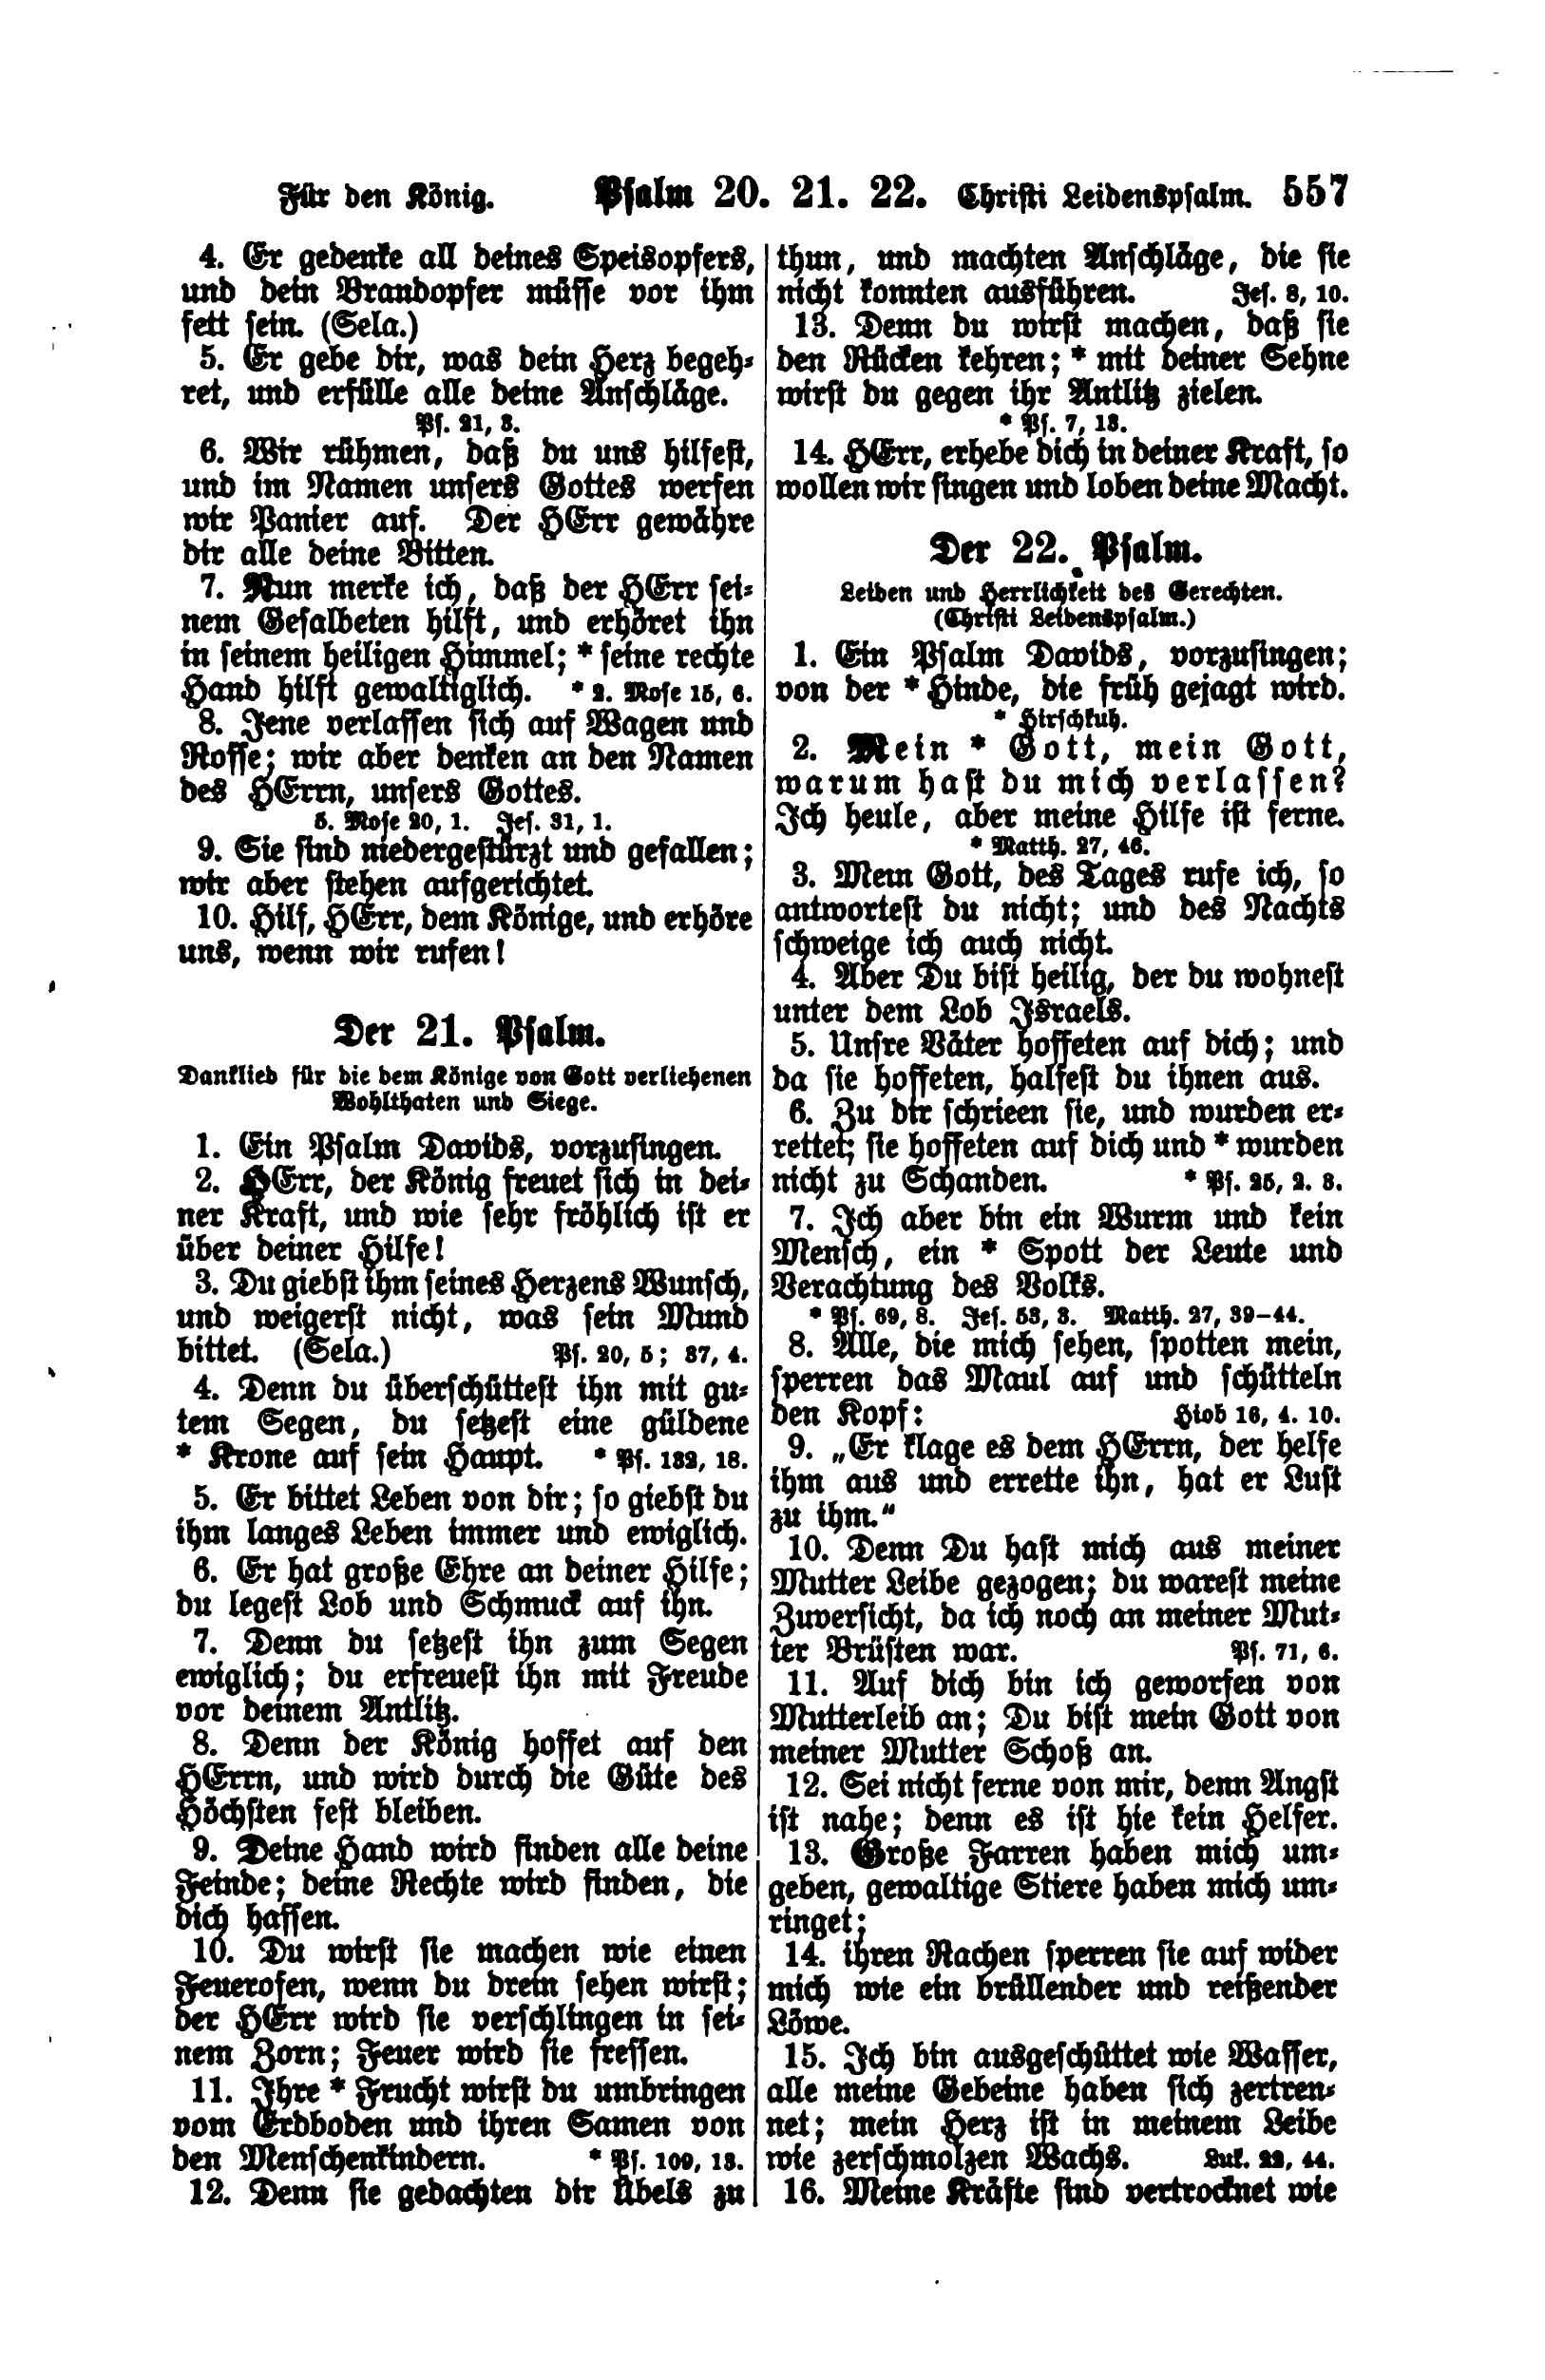 Für den König. Psalm 20. 21. 22. Christi Leidenspsalm. 557
4. Er gedenke all deines Speisopfers,
und dein Brandopfer müsse vor ihm
fett sein. (Sela.)
5. Er gebe dir, was dein Herz begeh-
ret, und erfülle alle deine Anschläge.
Ps. 21, 3.
6. Wir rühmen, daß du uns hilfest,
und im Namen unsers Gottes werfen
wir Panier auf. Der HErr gewähre
dir alle deine Bitten.
7. Nun merke ich, daß der HErr sei-
nem Gesalbeten hilft, und erhöret ihn
in seinem heiligen Himmel; * seine rechte
Hand hilft gewaltiglich. * 2. Mose 15, 6.
8. Jene verlassen sich auf Wagen und
Rosse; wir aber denken an den Namen
des HErrn, unsers Gottes.
5. Mose 20, 1. Jes. 31, 1.
9. Sie sind niedergestürzt und gefallen;
wir aber stehen aufgerichtet.
10. Hilf, HErr, dem Könige, und erhöre
uns, wenn wir rufen!
Der 21. Psalm.
Danklied für die dem Könige von Gott verliehenen
Wohlthaten und Siege.
1. Ein Psalm Davids, vorzusingen.
2. HErr, der König freuet sich in dei-
ner Kraft, und wie sehr fröhlich ist er
über deiner Hilfe!
3. Du giebst ihm seines Herzens Wunsch,
und weigerst nicht, was sein Mund
bittet. (Sela.) Ps. 20, 5; 37, 4.
4. Denn du überschüttest ihn mit gu-
tem Segen, du setzest eine güldene
* Krone auf sein Haupt. * Ps. 132, 18.
5. Er bittet Leben von dir; so giebst du
ihm langes Leben immer und ewiglich.
6. Er hat große Ehre an deiner Hilfe;
du legest Lob und Schmuck auf ihn.
7. Denn du setzest ihn zum Segen
ewiglich; du erfreuest ihn mit Freude
vor deinem Antlitz.
8. Denn der König hoffet auf den
HErrn, und wird durch die Güte des
Höchsten fest bleiben.
9. Deine Hand wird finden alle deine
Feinde; deine Rechte wird finden, die
dich hassen.
10. Du wirst sie machen wie einen
Feuerofen, wenn du drein sehen wirst;
der HErr wird sie verschlingen in sei-
nem Zorn; Feuer wird sie fressen.
11. Ihre * Frucht wirst du umbringen
vom Erdboden und ihren Samen von
den Menschenkindern. * Ps. 109, 13.
12. Denn sie gedachten dir Übels zu
thun, und machten Anschläge, die sie
nicht konnten ausführen. Jes. 8, 10.
13. Denn du wirst machen, daß sie
den Rücken kehren; * mit deiner Sehne
wirst du gegen ihr Antlitz zielen.
* Ps. 7, 13.
14. HErr, erhebe dich in deiner Kraft, so
wollen wir singen und loben deine Macht.
Der 22. Psalm.
Leiden und Herrlichkeit des Gerechten.
(Christi Leidenspsalm.)
1. Ein Psalm Davids, vorzusingen;
von der * Hinde, die früh gejagt wird.
* Hirschkuh.
2. Mein * Gott, mein Gott,
warum hast du mich verlassen?
Ich heule, aber meine Hilfe ist ferne.
* Matth. 27, 46.
3. Mein Gott, des Tages rufe ich, so
antwortest du nicht; und des Nachts
schweige ich auch nicht.
4. Aber Du bist heilig, der du wohnest
unter dem Lob Israels.
5. Unsre Väter hoffeten auf dich; und
da sie hoffeten, halfest du ihnen aus.
6. Zu dir schrieen sie, und wurden er-
rettet; sie hoffeten auf dich und * wurden
nicht zu Schanden. * Ps. 25, 2. 3.
7. Ich aber bin ein Wurm und kein
Mensch, ein * Spott der Leute und
Verachtung des Volks.
* Ps. 69, 8. Jes. 53, 3. Matth. 27, 39–44.
8. Alle, die mich sehen, spotten mein,
sperren das Maul auf und schütteln
den Kopf: Hiob 16, 4. 10.
9. „Er klage es dem HErrn, der helfe
ihm aus und errette ihn, hat er Lust
zu ihm.“
10. Denn Du hast mich aus meiner
Mutter Leibe gezogen; du warest meine
Zuversicht, da ich noch an meiner Mut-
ter Brüsten war. Ps. 71, 6.
11. Auf dich bin ich geworfen von
Mutterleib an; Du bist mein Gott von
meiner Mutter Schoß an.
12. Sei nicht ferne von mir, denn Angst
ist nahe; denn es ist hie kein Helfer.
13. Große Farren haben mich um-
geben, gewaltige Stiere haben mich um-
ringet;
14. ihren Rachen sperren sie auf wider
mich wie ein brüllender und reißender
Löwe.
15. Ich bin ausgeschüttet wie Wasser,
alle meine Gebeine haben sich zertren-
net; mein Herz ist in meinem Leibe
wie zerschmolzen Wachs. Luk. 22, 44.
16. Meine Kräfte sind vertrocknet wie